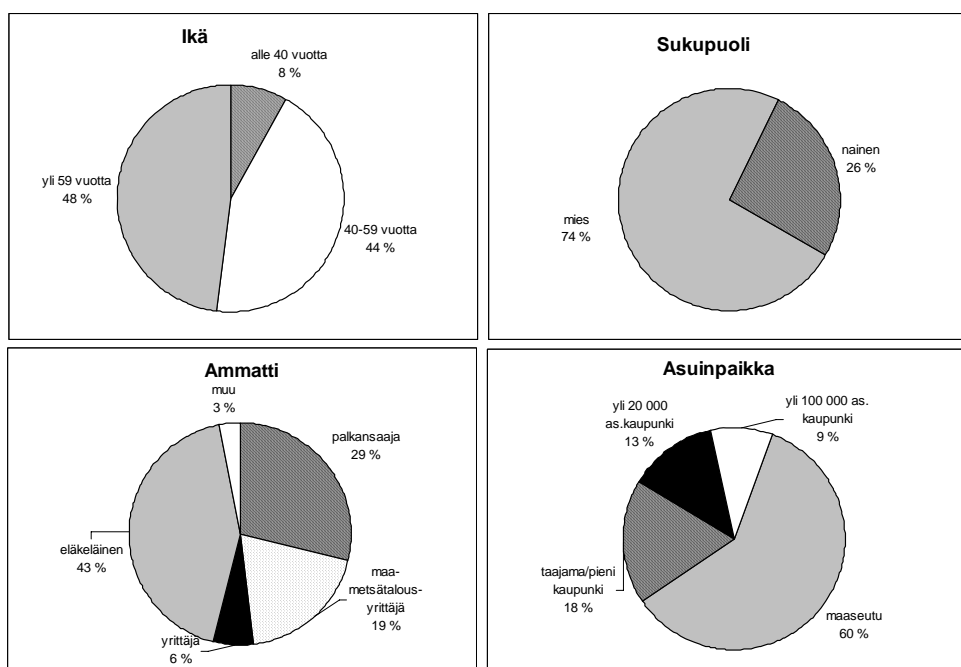 Ikä
alle 40 vuotta
8 %
yli 59 vuotta
48 %
40-59 vuotta
44 %
Sukupuoli
nainen
26 %
mies
74 %
Ammatti
muu
3 %
palkansaaja
29 %
eläkeläinen
43 %
maa-
metsätalous-
yrittäjä
19 %
yrittäjä
6 %
Asuinpaikka
yli 20 000
as.kaupunki
13 %
yli 100 000 as.
kaupunki
9 %
taajama/pieni
kaupunki
18 %
maaseutu
60 %